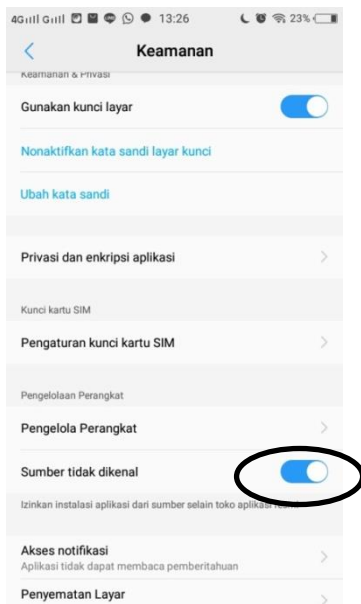 4G 13:26 23%
Keamanan
Keamanan & Privasi
Gunakan kunci layar
Nonaktifkan kata sandi layar kunci
Ubah kata sandi
Privasi dan enkripsi aplikasi
Kunci kartu SIM
Pengaturan kunci kartu SIM
Pengelolaan Perangkat
Pengelola Perangkat
Sumber tidak dikenal
Izinkan instalasi aplikasi dari sumber selain toko aplikasi resmi
Akses notifikasi
Aplikasi tidak dapat membaca pemberitahuan
Penyematan Layar